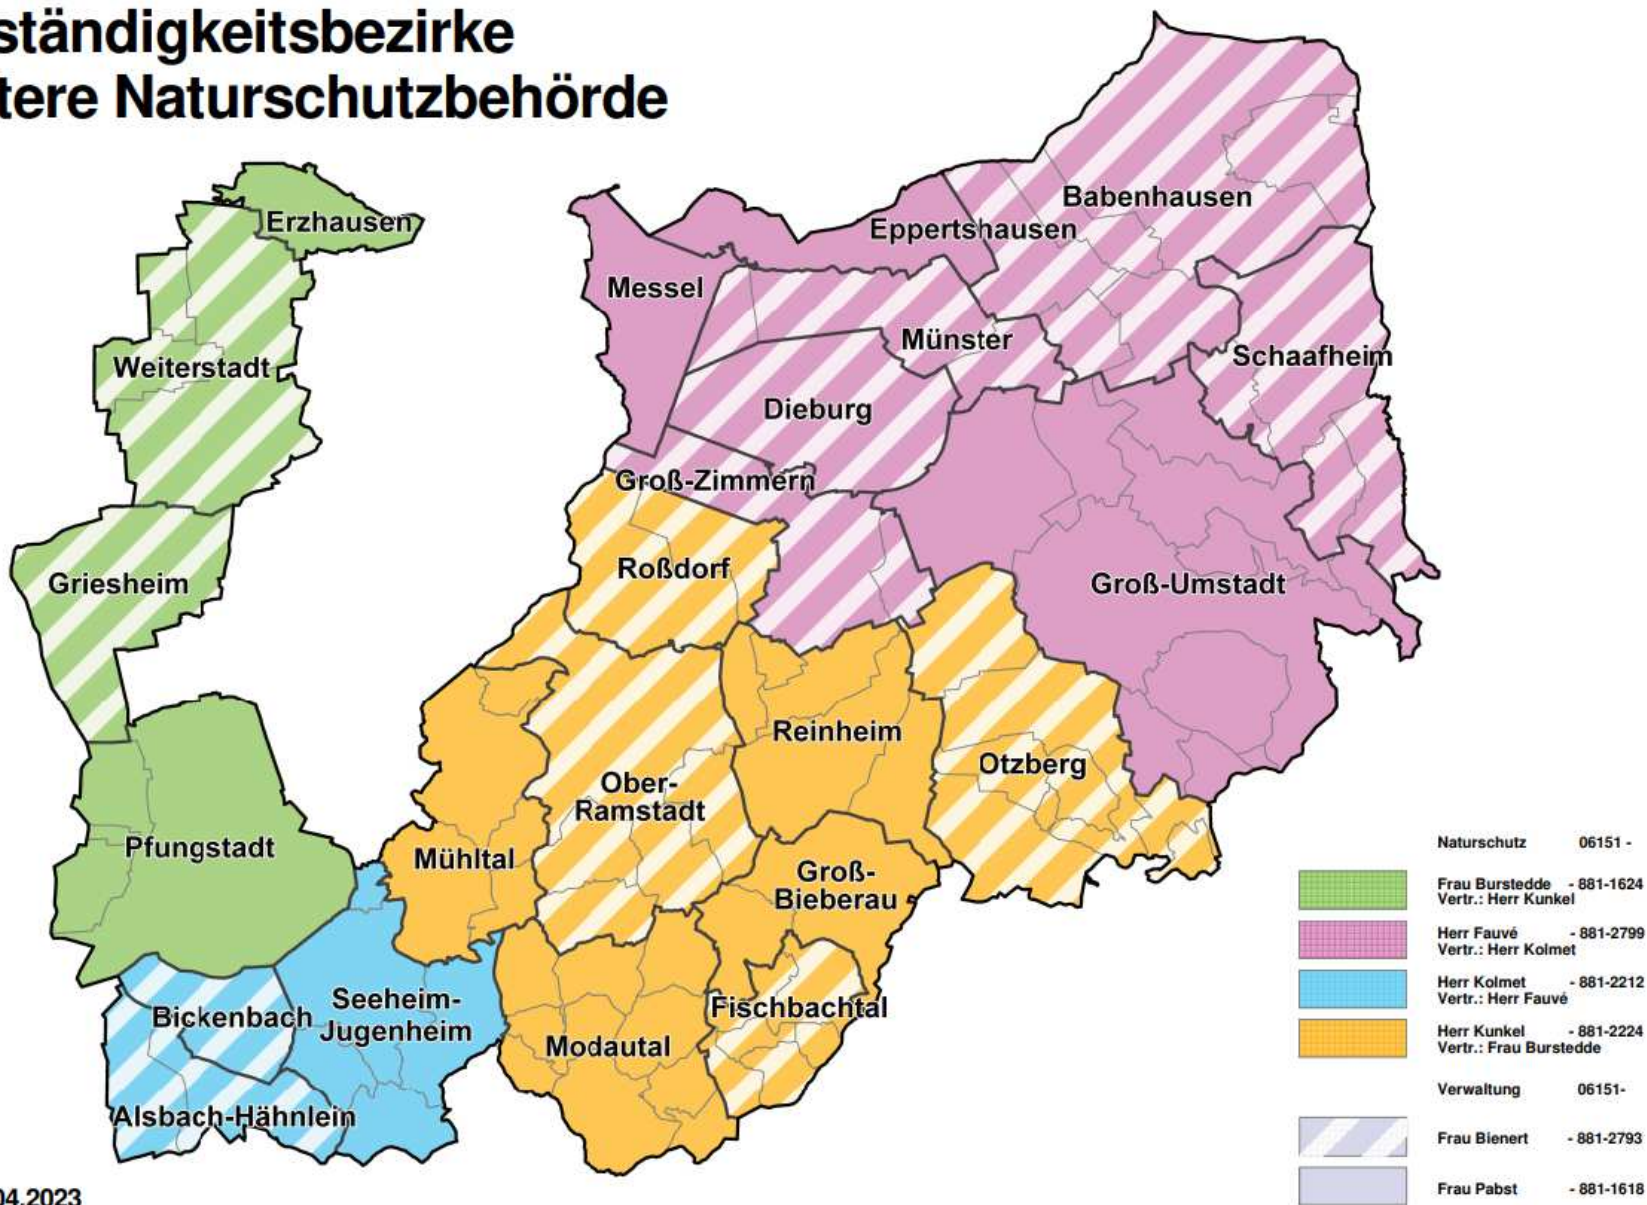 ständigkeitsbezirke
tere Naturschutzbehörde
Erzhausen
Babenhausen
Eppertshausen
Messel
Münster
Schaafheim
Weiterstadt
Dieburg
Groß-Zimmern
Roßdorf
Griesheim
Groß-Umstadt
Reinheim
Otzberg
Ober-
Ramstadt
Pfungstadt
Mühltal
Groß-
Bieberau
Seeheim-
Jugenheim
Bickenbach
Fischbachtal
Modautal
Alsbach-Hähnlein
Naturschutz 06151 -
Frau Burstedde - 881-1624
Vertr.: Herr Kunkel
Herr Fauvé - 881-2799
Vertr.: Herr Kolmet
Herr Kolmet - 881-2212
Vertr.: Herr Fauvé
Herr Kunkel - 881-2224
Vertr.: Frau Burstedde
Verwaltung 06151-
Frau Bienert - 881-2793
Frau Pabst - 881-1618
04.2023